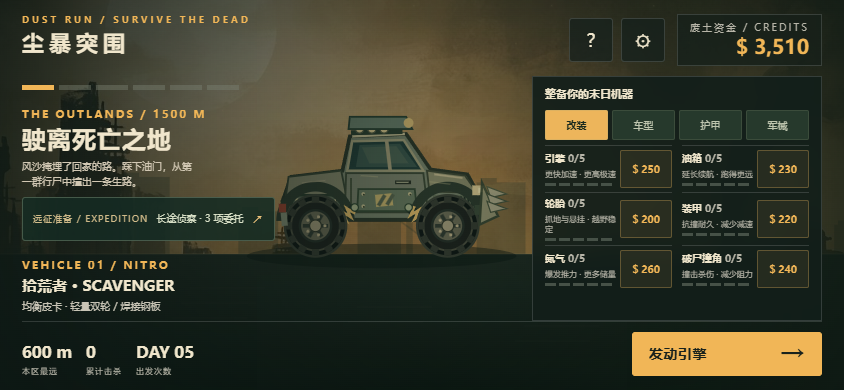 DUST RUN / SURVIVE THE DEAD
尘暴突围
?
废土资金 / CREDITS
$ 3,510
THE OUTLANDS / 1500 M
驶离死亡之地
风沙掩埋了回家的路。踩下油门，从第
一群行尸中撞出一条生路。
远征准备 / EXPEDITION 长途侦察 · 3 项委托 ↗
VEHICLE 01 / NITRO
拾荒者 • SCAVENGER
均衡皮卡 · 轻量双轮 / 焊接钢板
整备你的末日机器
改装 车型 护甲 军械
引擎 0/5
更快加速 · 更高极速
$ 250
油箱 0/5
延长续航 · 跑得更远
$ 230
轮胎 0/5
抓地与悬挂 · 越野稳
定
$ 200
装甲 0/5
抗撞耐久 · 减少减速
$ 220
氮气 0/5
爆发推力 · 更多储量
$ 260
破尸撞角 0/5
撞击杀伤 · 减少阻力
$ 240
600 m 0 DAY 05
本区最远 累计击杀 出发次数
发动引擎 →